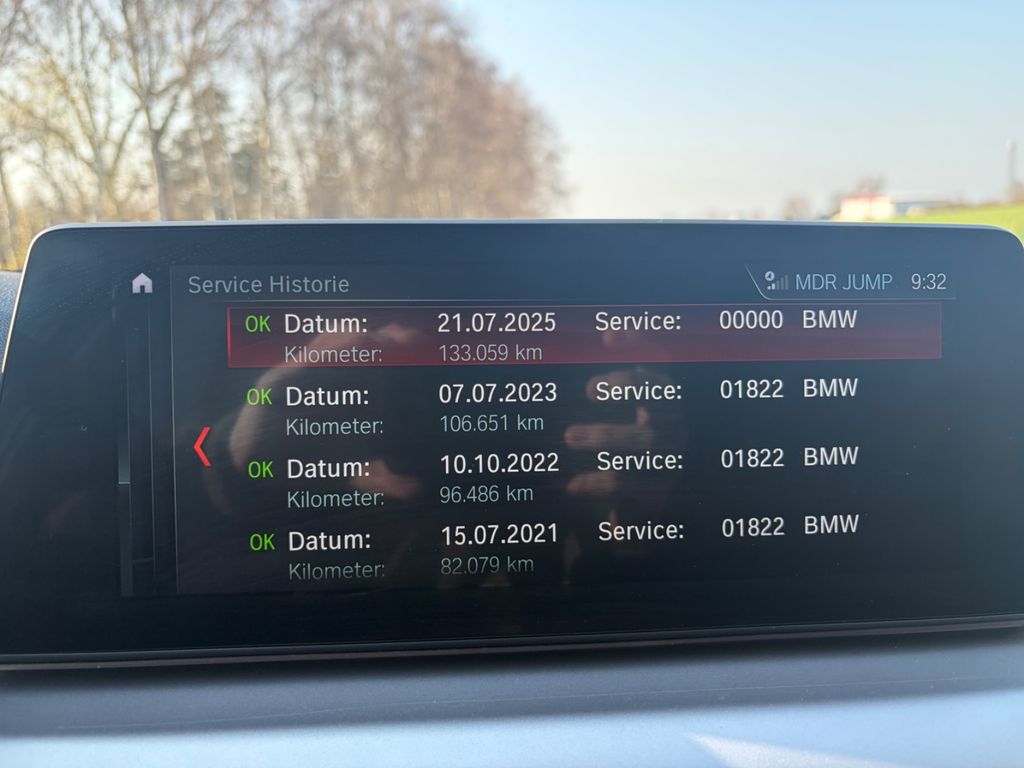 Service Historie MDR JUMP 9:32
OK Datum: 21.07.2025 Service: 00000 BMW
Kilometer: 133.059 km
OK Datum: 07.07.2023 Service: 01822 BMW
Kilometer: 106.651 km
OK Datum: 10.10.2022 Service: 01822 BMW
Kilometer: 96.486 km
OK Datum: 15.07.2021 Service: 01822 BMW
Kilometer: 82.079 km